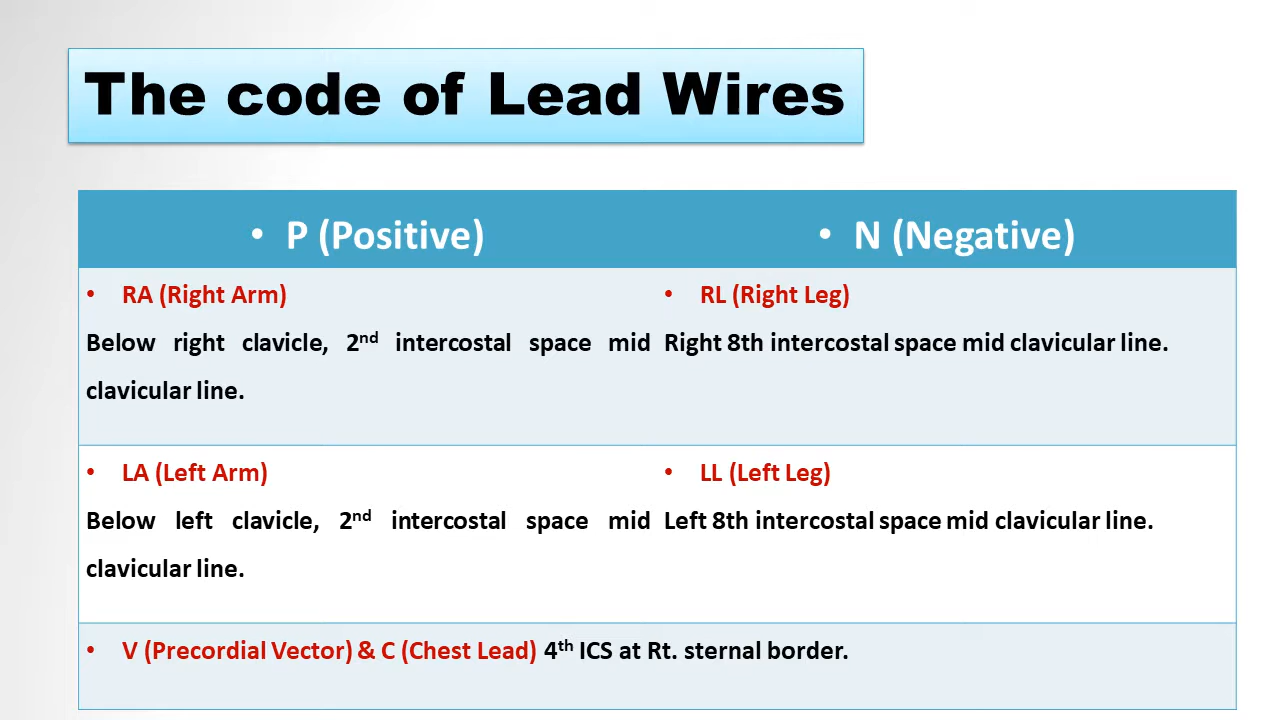 The code of Lead Wires
• P (Positive)
• N (Negative)
• RA (Right Arm)
Below right clavicle, 2nd intercostal space mid
clavicular line.
• RL (Right Leg)
Right 8th intercostal space mid clavicular line.
• LA (Left Arm)
Below left clavicle, 2nd intercostal space mid
clavicular line.
• LL (Left Leg)
Left 8th intercostal space mid clavicular line.
• V (Precordial Vector) & C (Chest Lead) 4th ICS at Rt. sternal border.